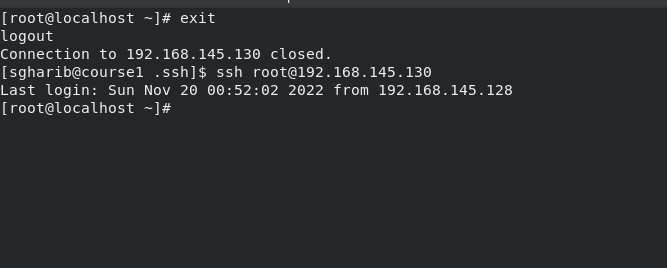 [root@localhost ~]# exit
logout
Connection to 192.168.145.130 closed.
[sgharib@course1 .ssh]$ ssh root@192.168.145.130
Last login: Sun Nov 20 00:52:02 2022 from 192.168.145.128
[root@localhost ~]#